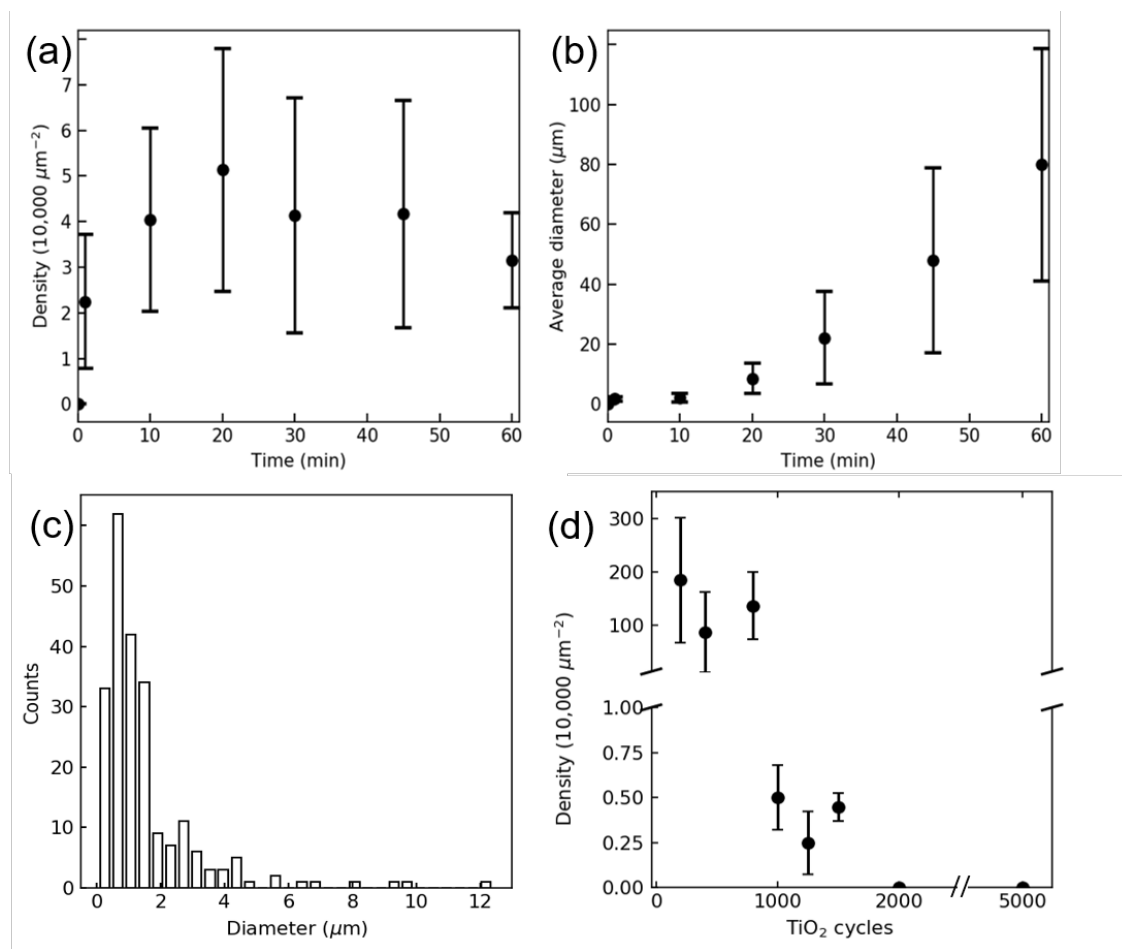 (a)
7
6
5
4
3
2
1
0
Density (10,000 μm⁻²)
0 10 20 30 40 50 60
Time (min)
(b)
100
80
60
40
20
0
Average diameter (μm)
0 10 20 30 40 50 60
Time (min)
(c)
50
40
30
20
10
0
Counts
0 2 4 6 8 10 12
Diameter (μm)
(d)
300
200
100
1.00
0.75
0.50
0.25
0.00
Density (10,000 μm⁻²)
0 1000 2000 5000
TiO₂ cycles